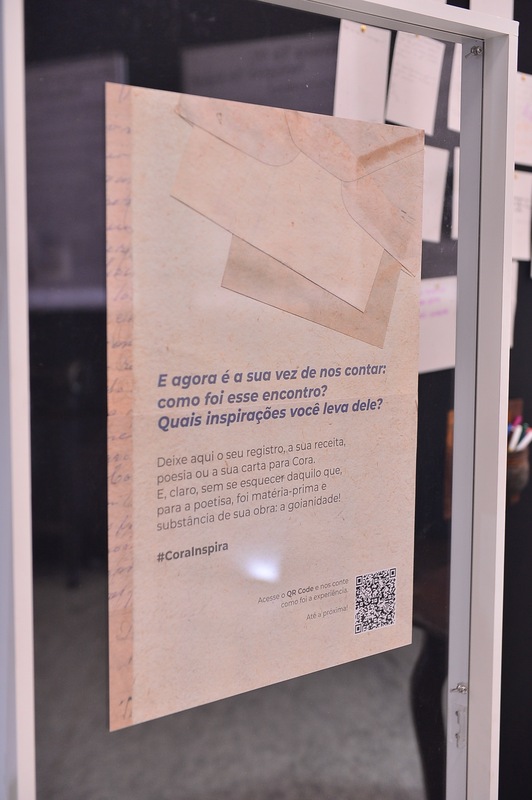 E agora é a sua vez de nos contar:
como foi esse encontro?
Quais inspirações você leva dele?
Deixe aqui o seu registro, a sua receita,
poesia ou a sua carta para Cora.
E, claro, sem se esquecer daquilo que,
para a poetisa, foi matéria-prima e
substância de sua obra: a goianidade!
#CoraInspira
Acesse o QR Code e nos conte
como foi a experiência.
Até a próxima!